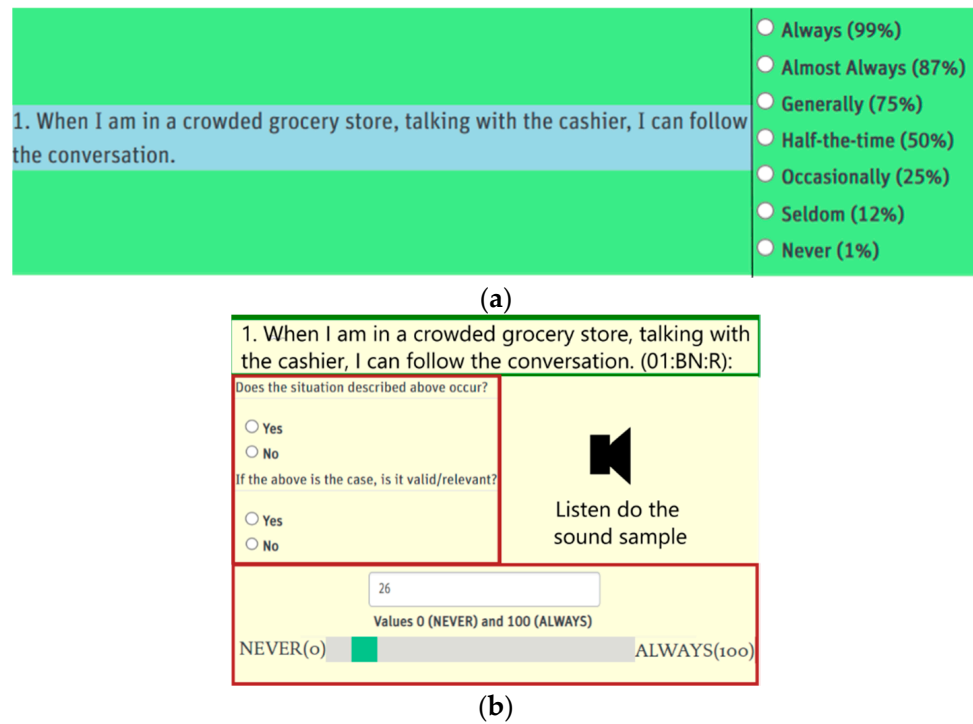 1. When I am in a crowded grocery store, talking with the cashier, I can follow
the conversation.
Always (99%)
Almost Always (87%)
Generally (75%)
Half-the-time (50%)
Occasionally (25%)
Seldom (12%)
Never (1%)
(a)
1. When I am in a crowded grocery store, talking with
the cashier, I can follow the conversation. (01:BN:R):
Does the situation described above occur?
Yes
No
If the above is the case, is it valid/relevant?
Yes
No
Listen do the
sound sample
26
Values 0 (NEVER) and 100 (ALWAYS)
NEVER(0) ALWAYS(100)
(b)